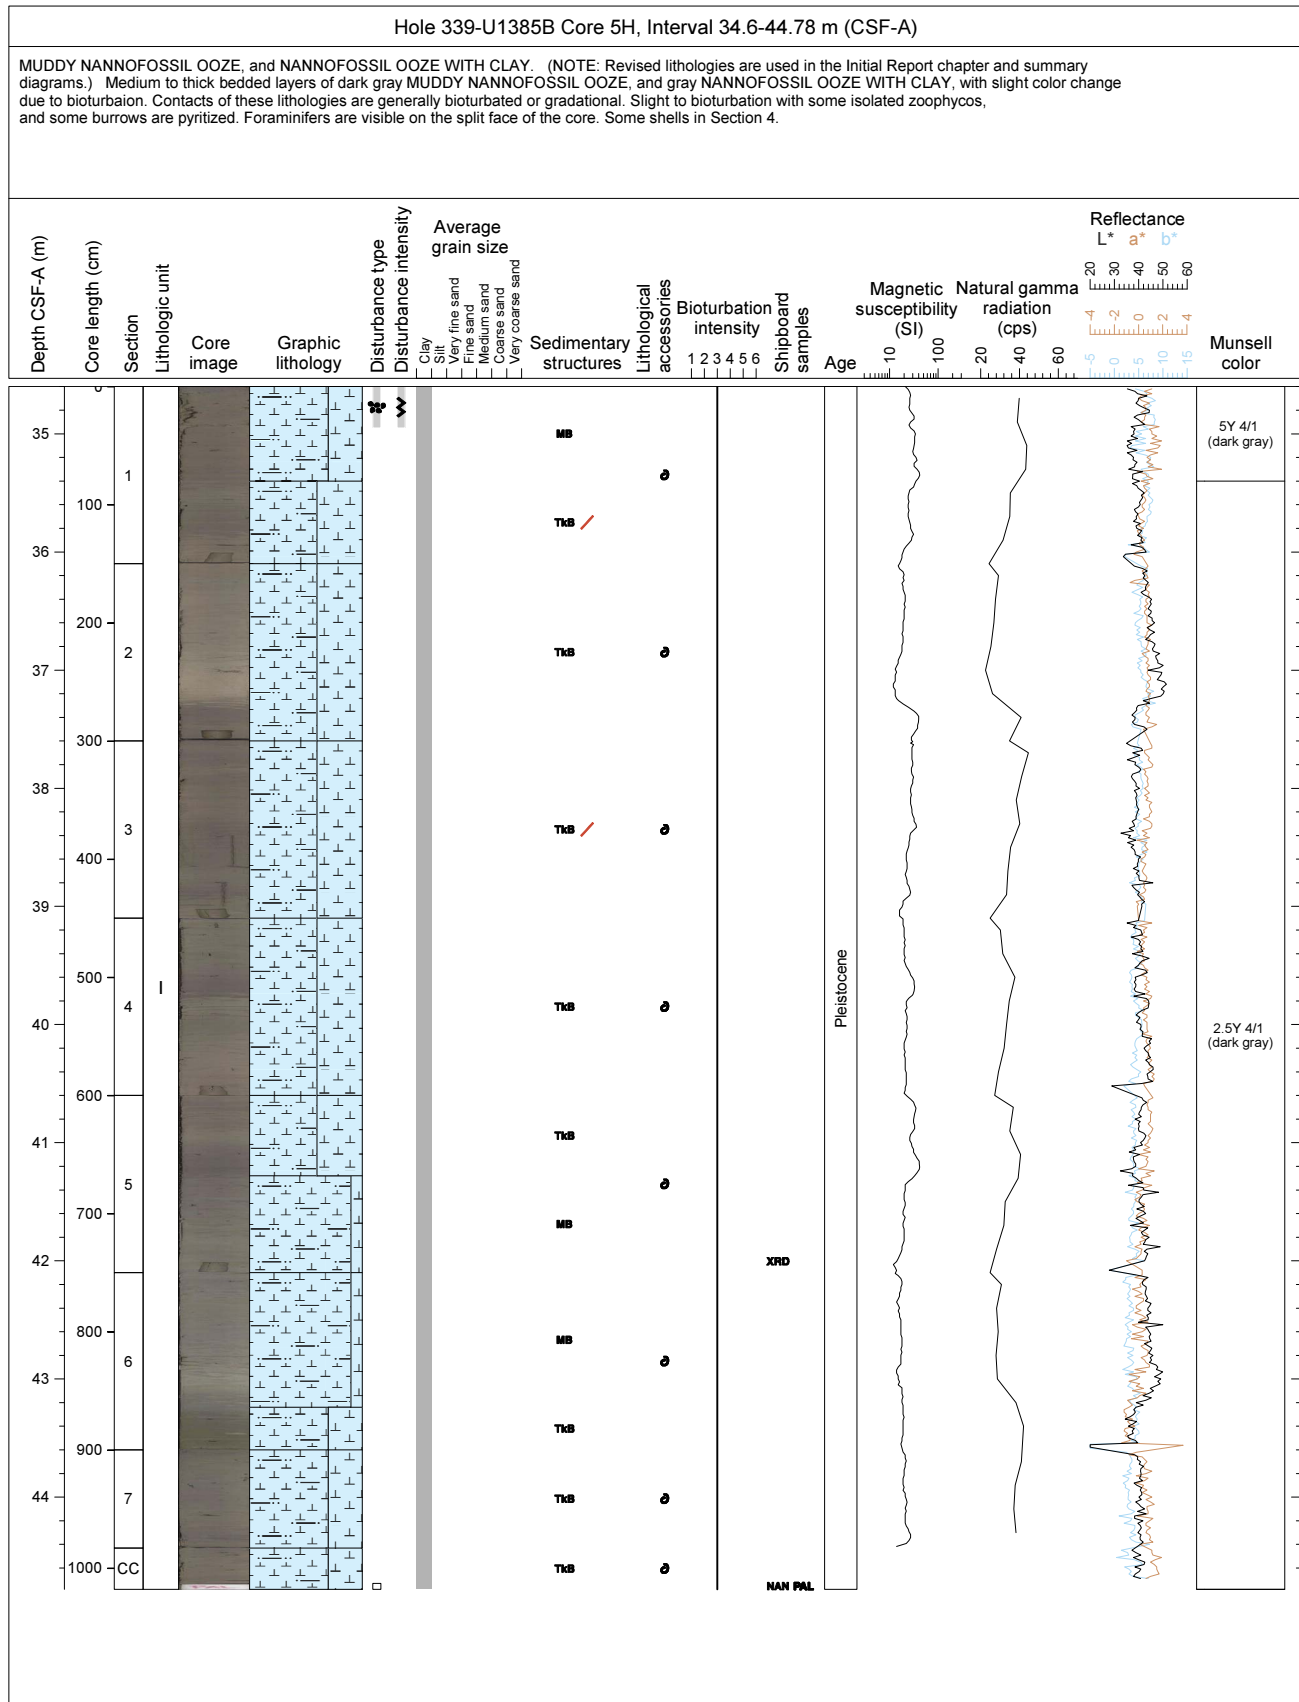 Hole 339-U1385B Core 5H, Interval 34.6-44.78 m (CSF-A)
MUDDY NANNOFOSSIL OOZE, and NANNOFOSSIL OOZE WITH CLAY. (NOTE: Revised lithologies are used in the Initial Report chapter and summary
diagrams.) Medium to thick bedded layers of dark gray MUDDY NANNOFOSSIL OOZE, and gray NANNOFOSSIL OOZE WITH CLAY, with slight color change
due to bioturbaion. Contacts of these lithologies are generally bioturbated or gradational. Slight to bioturbation with some isolated zoophycos,
and some burrows are pyritized. Foraminifers are visible on the split face of the core. Some shells in Section 4.
Depth CSF-A (m)
Core length (cm)
Section
Lithologic unit
Core
image
Graphic
lithology
Disturbance type
Disturbance intensity
Average
grain size
Clay
Silt
Very fine sand
Fine sand
Medium sand
Coarse sand
Very coarse sand
Sedimentary
structures
Lithological
accessories
Bioturbation
intensity
1 2 3 4 5 6
Shipboard
samples
Age
Magnetic
susceptibility
(SI)
10 100
Natural gamma
radiation
(cps)
20 40 60
Reflectance
L* a* b*
20 30 40 50 60
-4 -2 0 2 4
-5 0 5 10 15
Munsell
color
0
35
MB
5Y 4/1
(dark gray)
1
100
TkB
36
200
2
TkB
37
300
38
3
TkB
400
39
I
500
4
TkB
40
Pleistocene
2.5Y 4/1
(dark gray)
600
41
TkB
5
700
MB
42
XRD
800
MB
6
43
TkB
900
44
7
TkB
1000
CC
TkB
NAN PAL